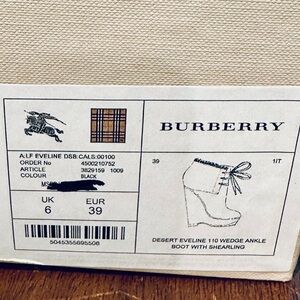 BURBERRY
A:LF EVELINE DSB:CALS:00100
ORDER No 4500210752
ARTICLE 3829159 1009
COLOUR BLACK
UK EUR
6 39
5045355695508
39 1/T
DESERT EVELINE 110 WEDGE ANKLE
BOOT WITH SHEARLING